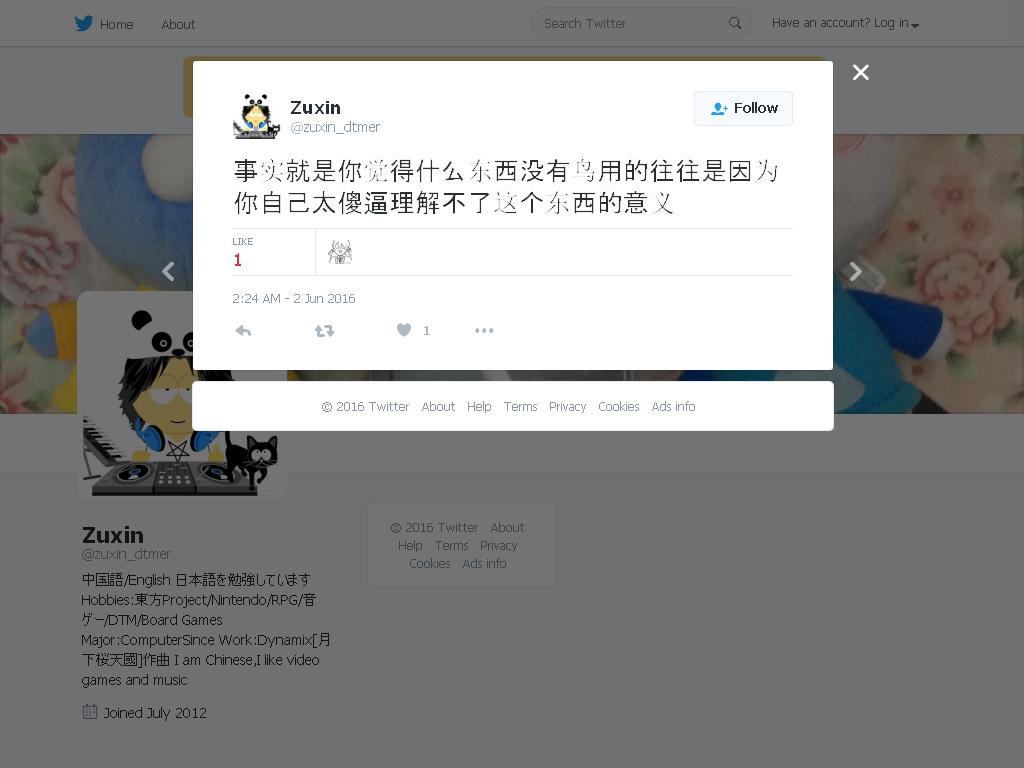 Home
About
Search Twitter
Have an account? Log in
Zuxin
@zuxin_dtmer
Follow
事实就是你觉得什么东西没有鸟用的往往是因为
你自己太傻逼理解不了这个东西的意义
LIKE
1
2:24 AM - 2 Jun 2016
1
© 2016 Twitter About Help Terms Privacy Cookies Ads info
Zuxin
@zuxin_dtmer
中国語/English 日本語を勉強しています
Hobbies:東方Project/Nintendo/RPG/音
ゲー/DTM/Board Games
Major:ComputerSince Work:Dynamix[月
下桜天國]作曲 I am Chinese,I like video
games and music
Joined July 2012
© 2016 Twitter About
Help Terms Privacy
Cookies Ads info